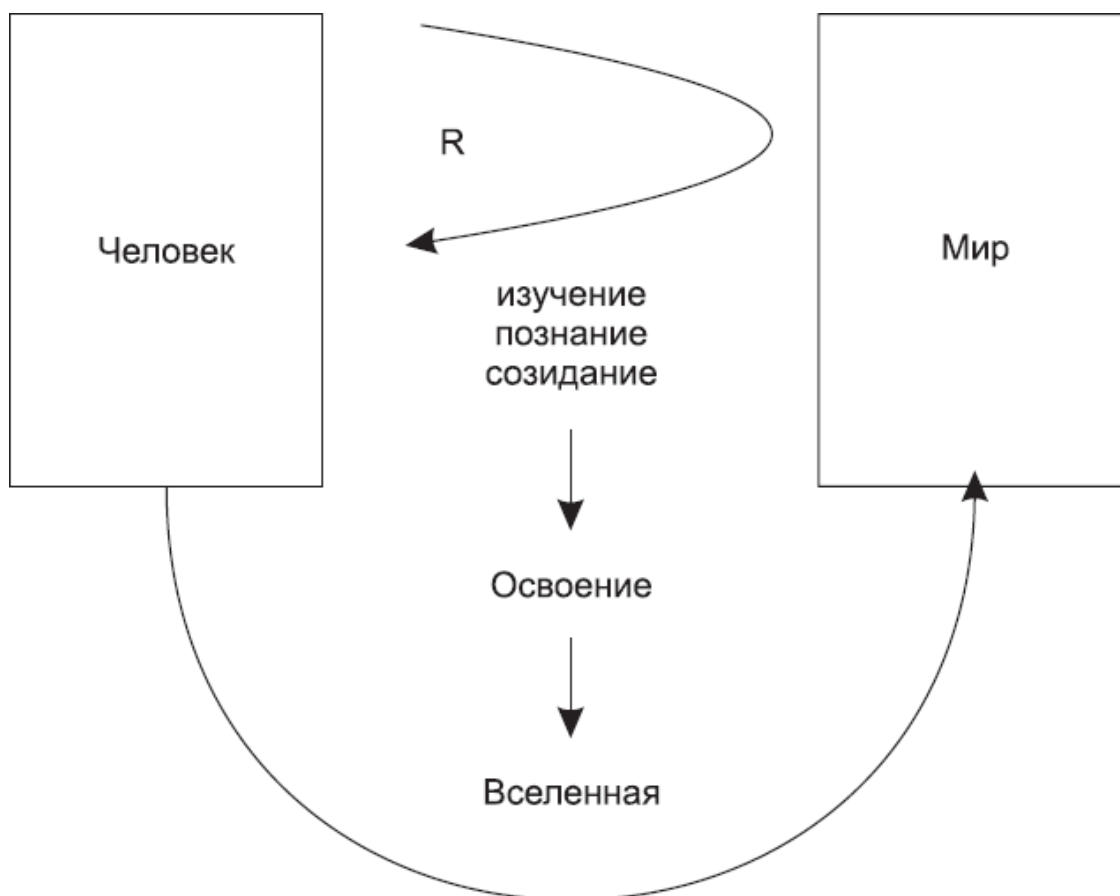 R
Человек
Мир
изучение
познание
созидание
Освоение
Вселенная